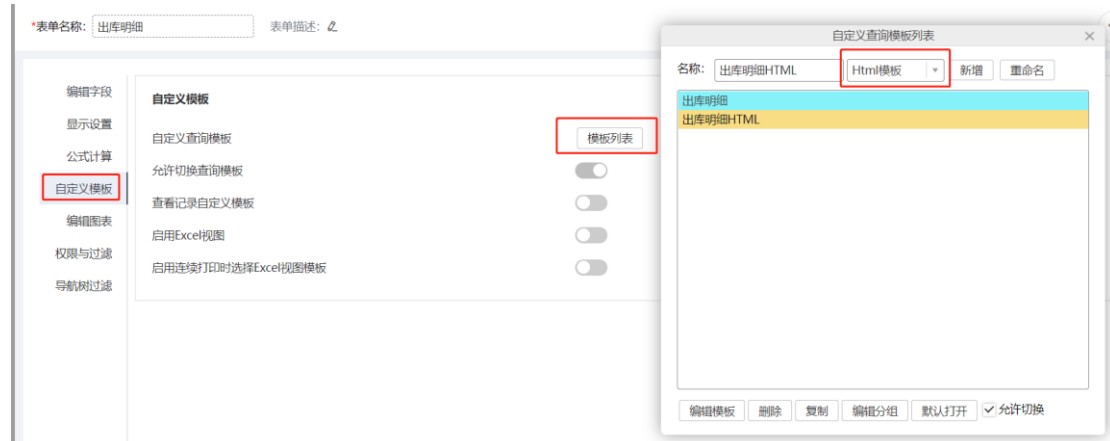 *表单名称: 出库明细 表单描述:
编辑字段
显示设置
公式计算
自定义模板
编辑图表
权限与过滤
导航树过滤
自定义模板
自定义查询模板 模板列表
允许切换查询模板
查看记录自定义模板
启用Excel视图
启用连续打印时选择Excel视图模板
自定义查询模板列表
名称: 出库明细HTML Html模板 新增 重命名
出库明细
出库明细HTML
编辑模板 删除 复制 编辑分组 默认打开 允许切换